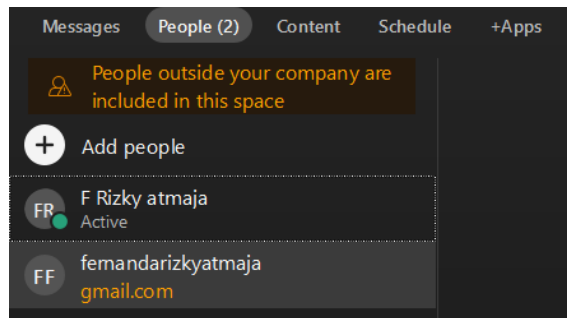 Messages People (2) Content Schedule +Apps
People outside your company are
included in this space
+ Add people
FR F Rizky atmaja
Active
FF fernandarizkyatmaja
gmail.com